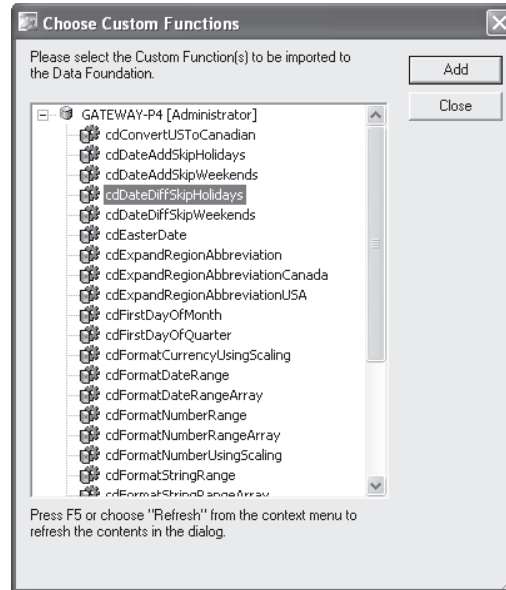 Choose Custom Functions
Please select the Custom Function(s) to be imported to
the Data Foundation.
Add
Close
GATEWAY-P4 [Administrator]
cdConvertUSToCanadian
cdDateAddSkipHolidays
cdDateAddSkipWeekends
cdDateDiffSkipHolidays
cdDateDiffSkipWeekends
cdEasterDate
cdExpandRegionAbbreviation
cdExpandRegionAbbreviationCanada
cdExpandRegionAbbreviationUSA
cdFirstDayOfMonth
cdFirstDayOfQuarter
cdFormatCurrencyUsingScaling
cdFormatDateRange
cdFormatDateRangeArray
cdFormatNumberRange
cdFormatNumberRangeArray
cdFormatNumberUsingScaling
cdFormatStringRange
cdFormatStringRangeArray
Press F5 or choose "Refresh" from the context menu to
refresh the contents in the dialog.